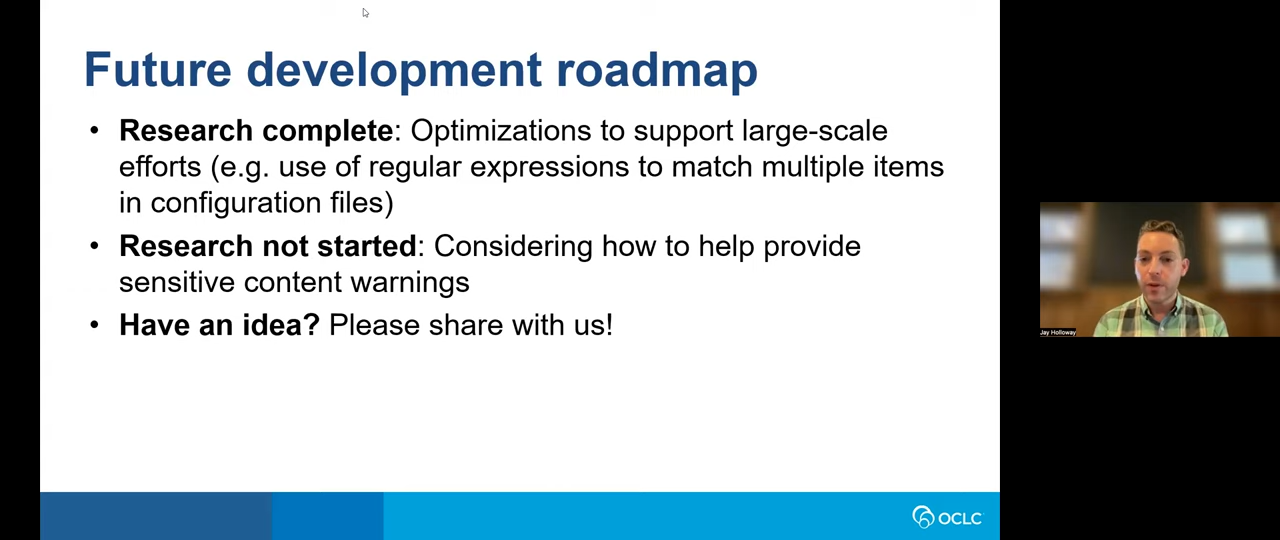 Future development roadmap
• Research complete: Optimizations to support large-scale
efforts (e.g. use of regular expressions to match multiple items
in configuration files)
• Research not started: Considering how to help provide
sensitive content warnings
• Have an idea? Please share with us!
Jay Holloway
OCLC